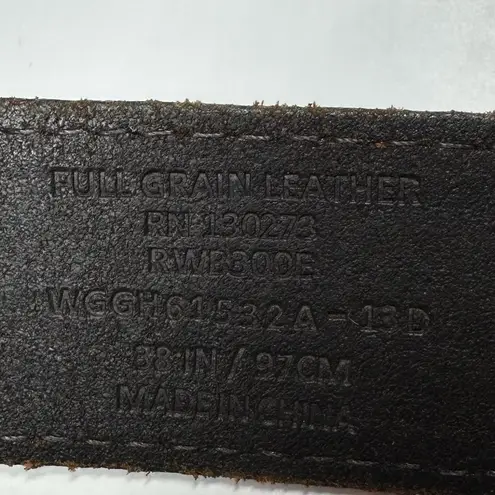 FULL GRAIN LEATHER
RN 130273
RWB300E
WGGH61532A-13D
38 IN / 97CM
MADE IN CHINA